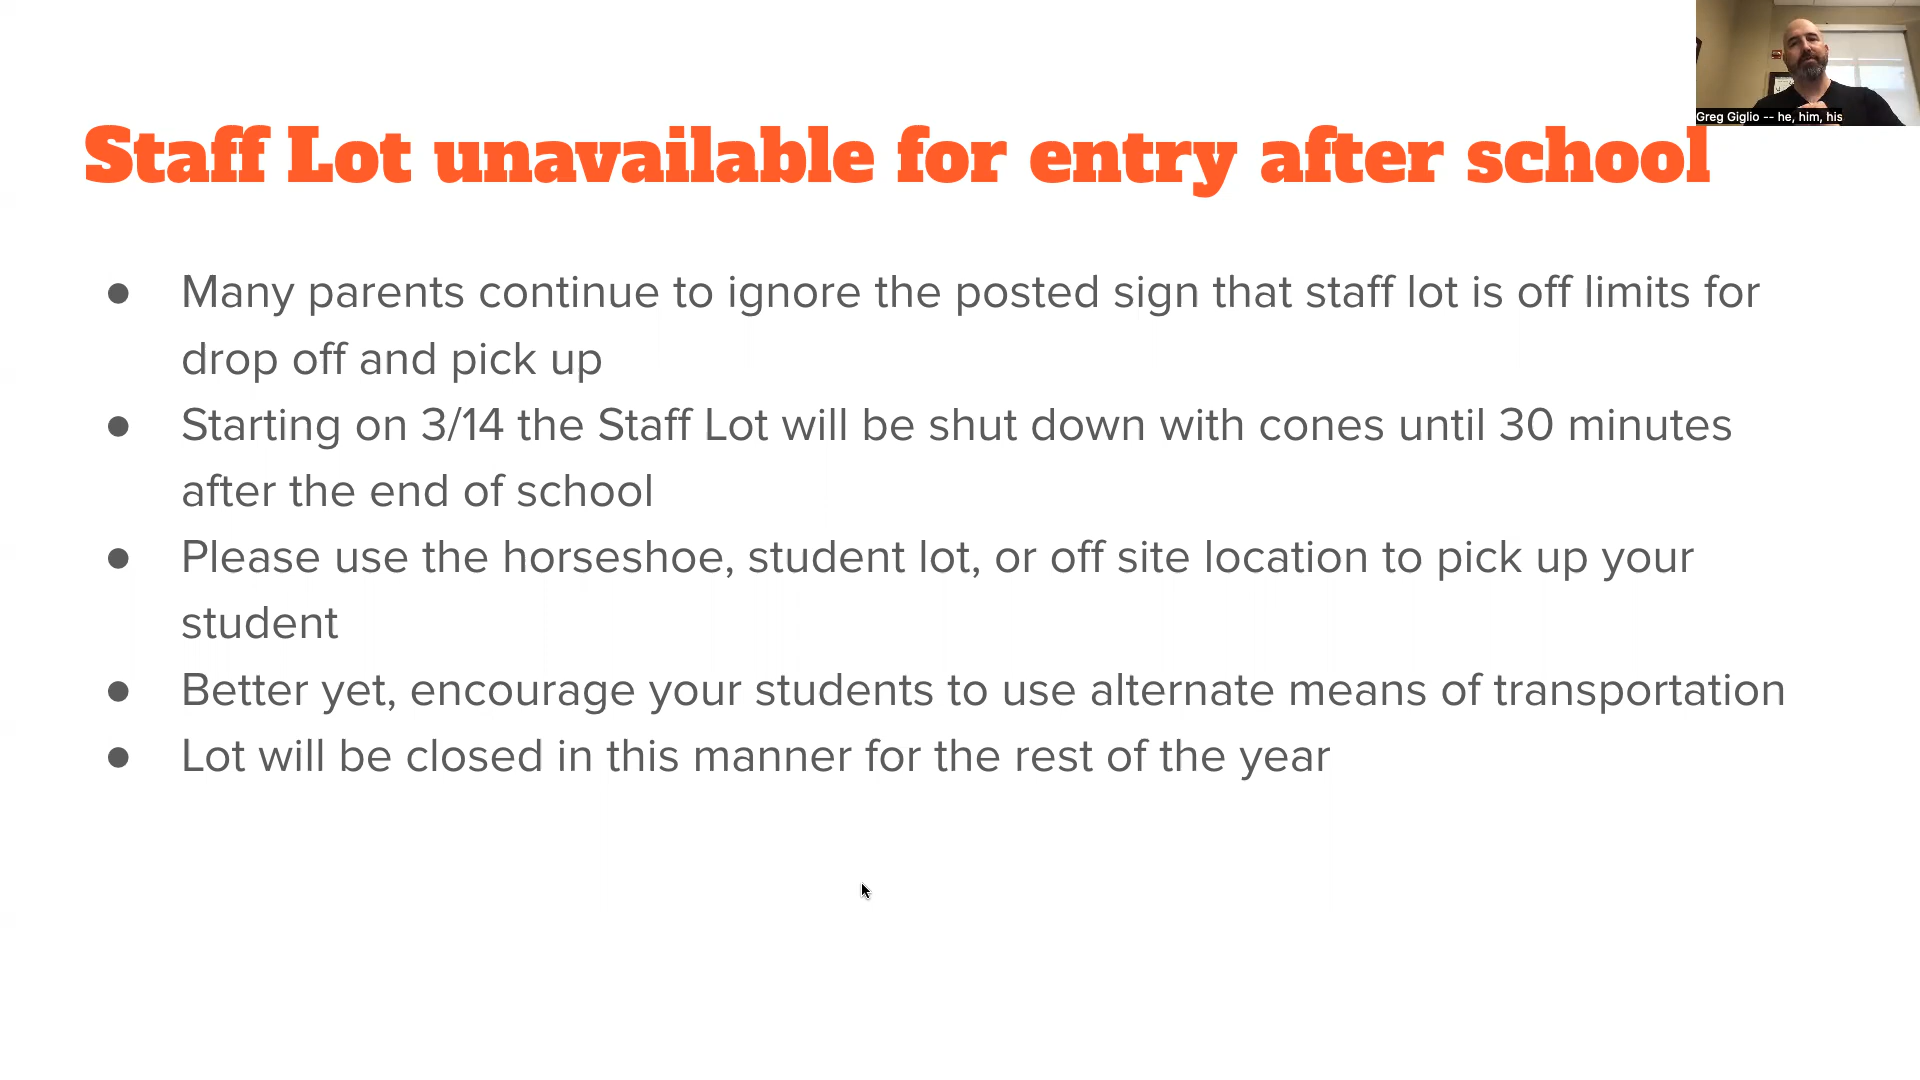 Greg Giglio -- he, him, his
Staff Lot unavailable for entry after school
● Many parents continue to ignore the posted sign that staff lot is off limits for
drop off and pick up
● Starting on 3/14 the Staff Lot will be shut down with cones until 30 minutes
after the end of school
● Please use the horseshoe, student lot, or off site location to pick up your
student
● Better yet, encourage your students to use alternate means of transportation
● Lot will be closed in this manner for the rest of the year